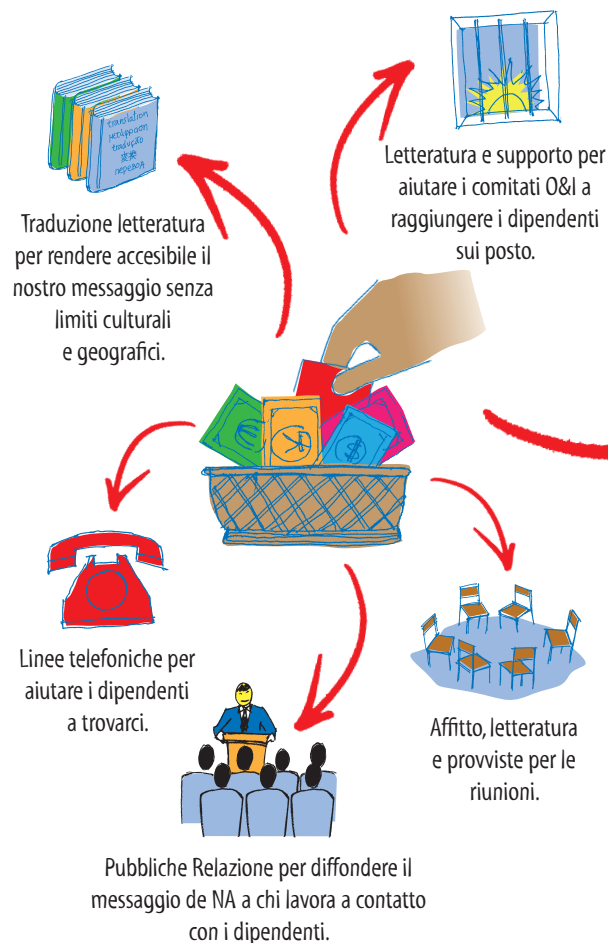 translation
tradução
Traduzione letteratura
per rendere accesibile il
nostro messaggio senza
limiti culturali
e geografici.
Letteratura e supporto per
aiutare i comitati O&I a
raggiungere i dipendenti
sui posto.
€
$
Linee telefoniche per
aiutare i dipendenti
a trovarci.
Affitto, letteratura
e provviste per le
riunioni.
Pubbliche Relazione per diffondere il
messaggio de NA a chi lavora a contatto
con i dipendenti.